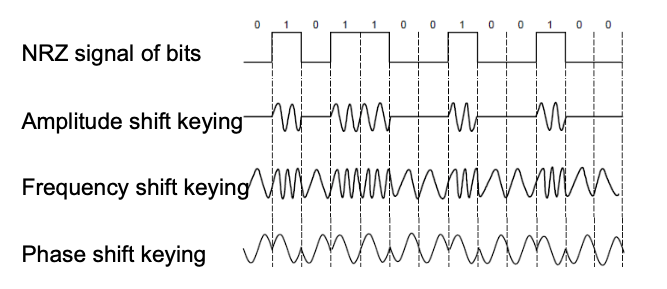 0 1 0 1 1 0 0 1 0 0 1 0 0
NRZ signal of bits
Amplitude shift keying
Frequency shift keying
Phase shift keying